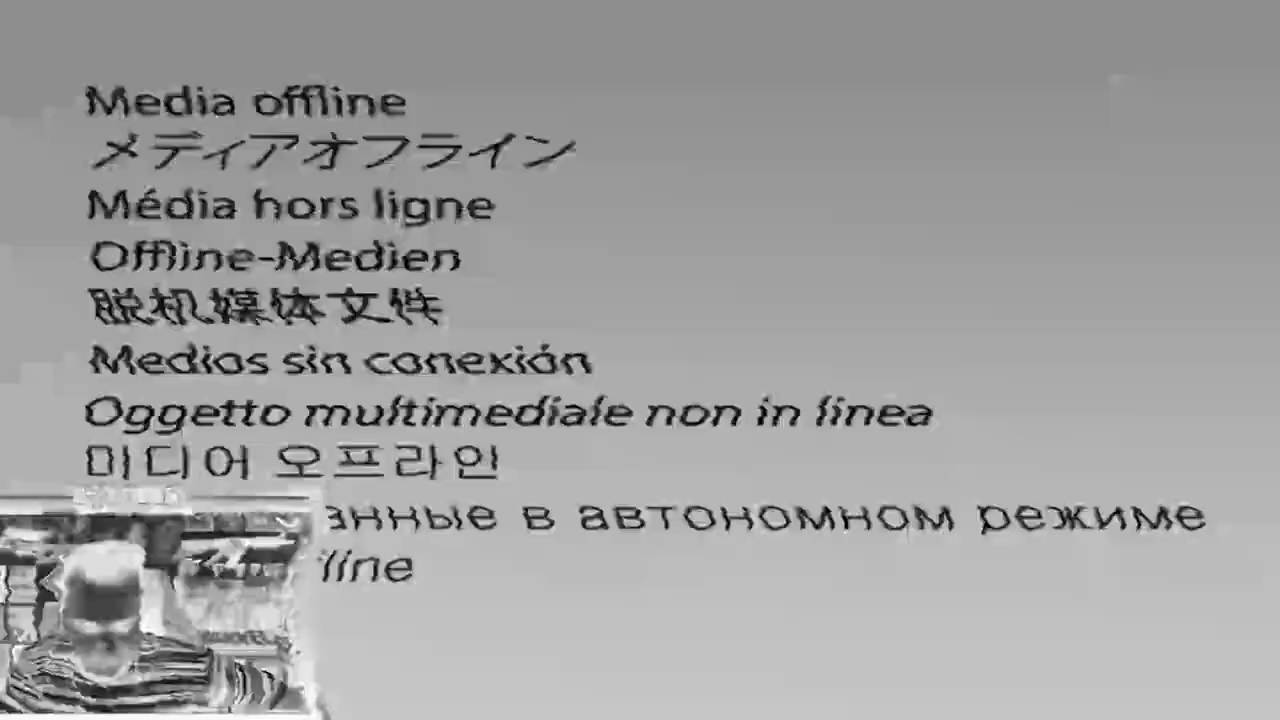 Media offline
メディアオフライン
Média hors ligne
Offline-Medien
脱机媒体文件
Medios sin conexión
Oggetto multimediale non in linea
미디어 오프라인
в автономном режиме